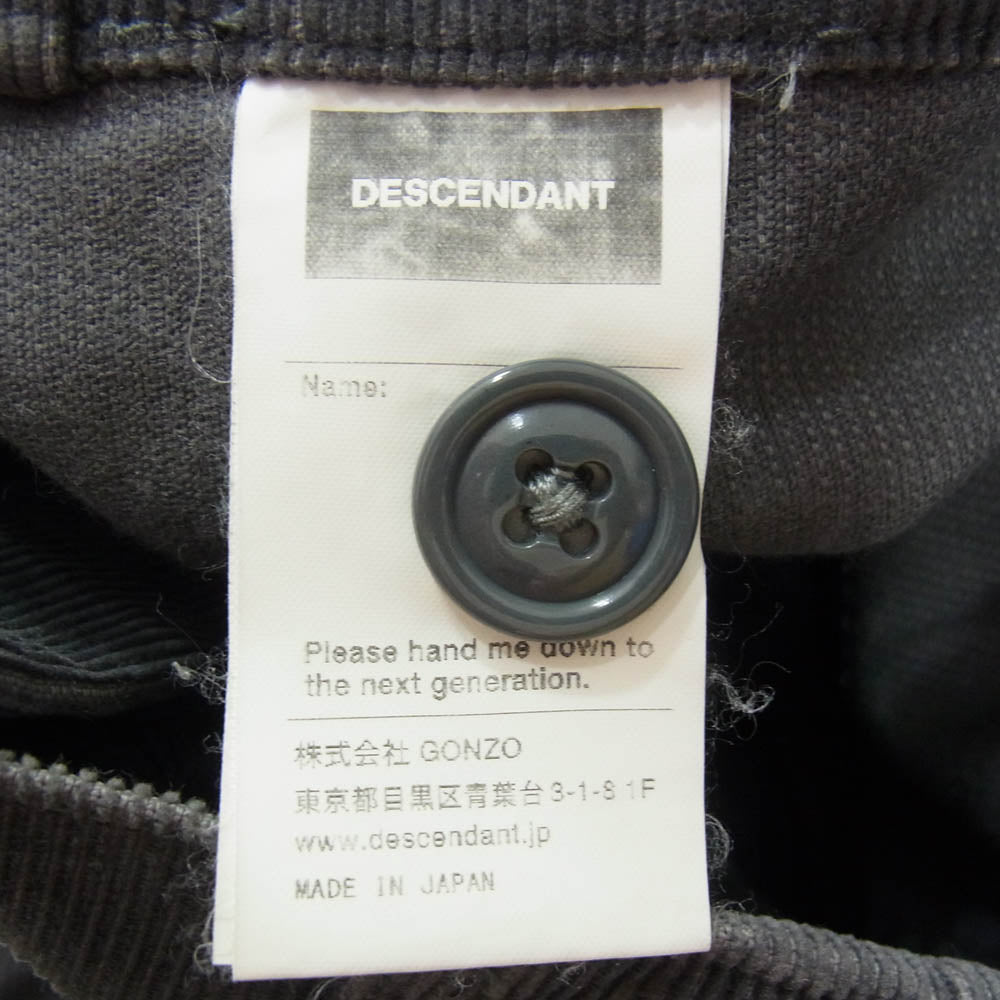 DESCENDANT
Name:
Please hand me down to
the next generation.
株式会社 GONZO
東京都目黒区青葉台3-1-8 1F
www.descendant.jp
MADE IN JAPAN